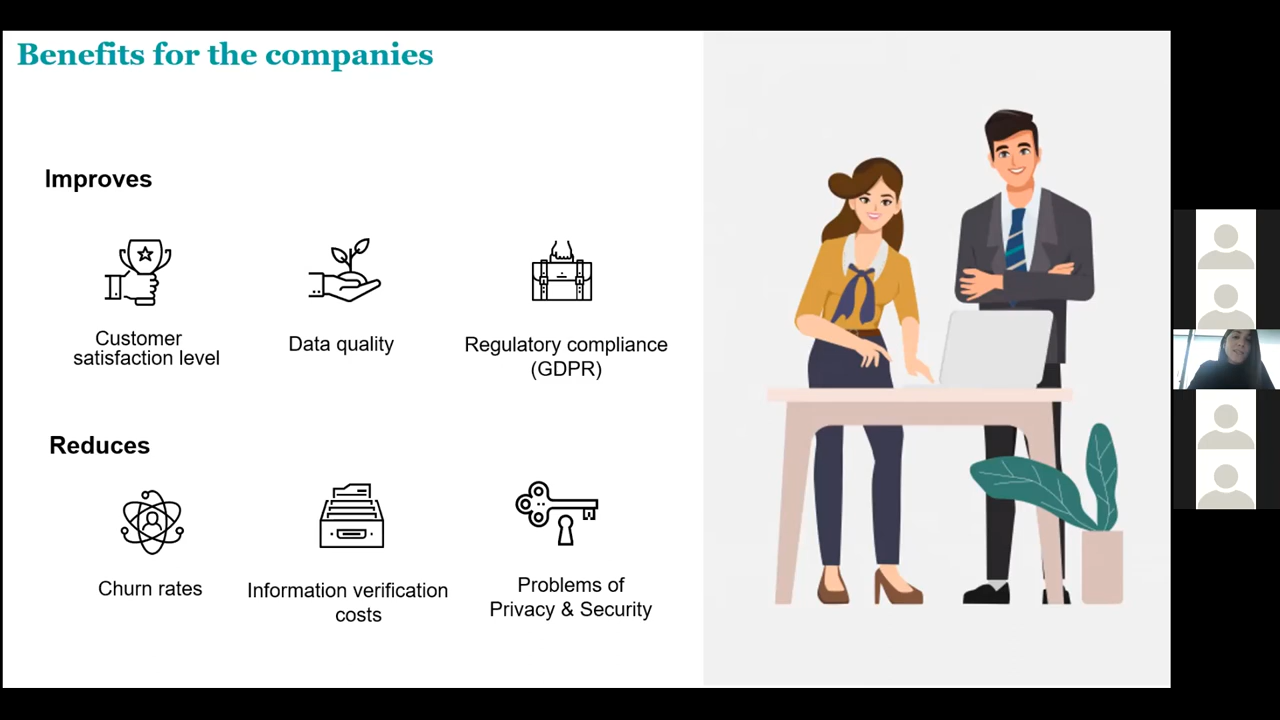 Benefits for the companies
Improves
Customer
satisfaction level
Data quality
Regulatory compliance
(GDPR)
Reduces
Churn rates
Information verification
costs
Problems of
Privacy & Security